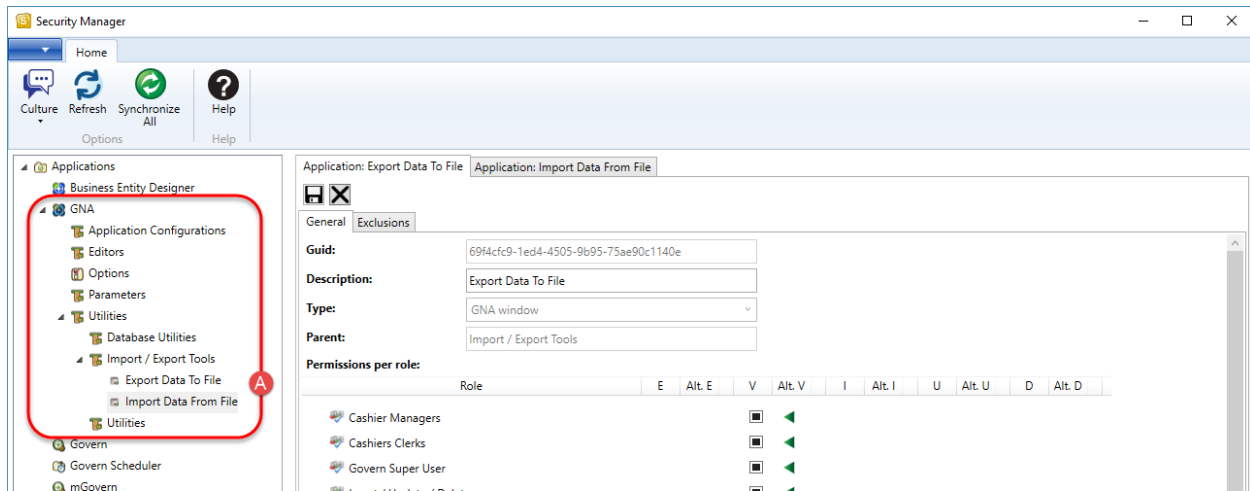 Security Manager
Home
Culture Refresh Synchronize All Help
Options Help
Applications
Business Entity Designer
GNA
Application Configurations
Editors
Options
Parameters
Utilities
Database Utilities
Import / Export Tools
Export Data To File
Import Data From File
A
Utilities
Govern
Govern Scheduler
mGovern
Application: Export Data To File Application: Import Data From File
General Exclusions
Guid: 69f4cfc9-1ed4-4505-9b95-75ae90c1140e
Description: Export Data To File
Type: GNA window
Parent: Import / Export Tools
Permissions per role:
Role E Alt. E V Alt. V I Alt. I U Alt. U D Alt. D
Cashier Managers
Cashiers Clerks
Govern Super User